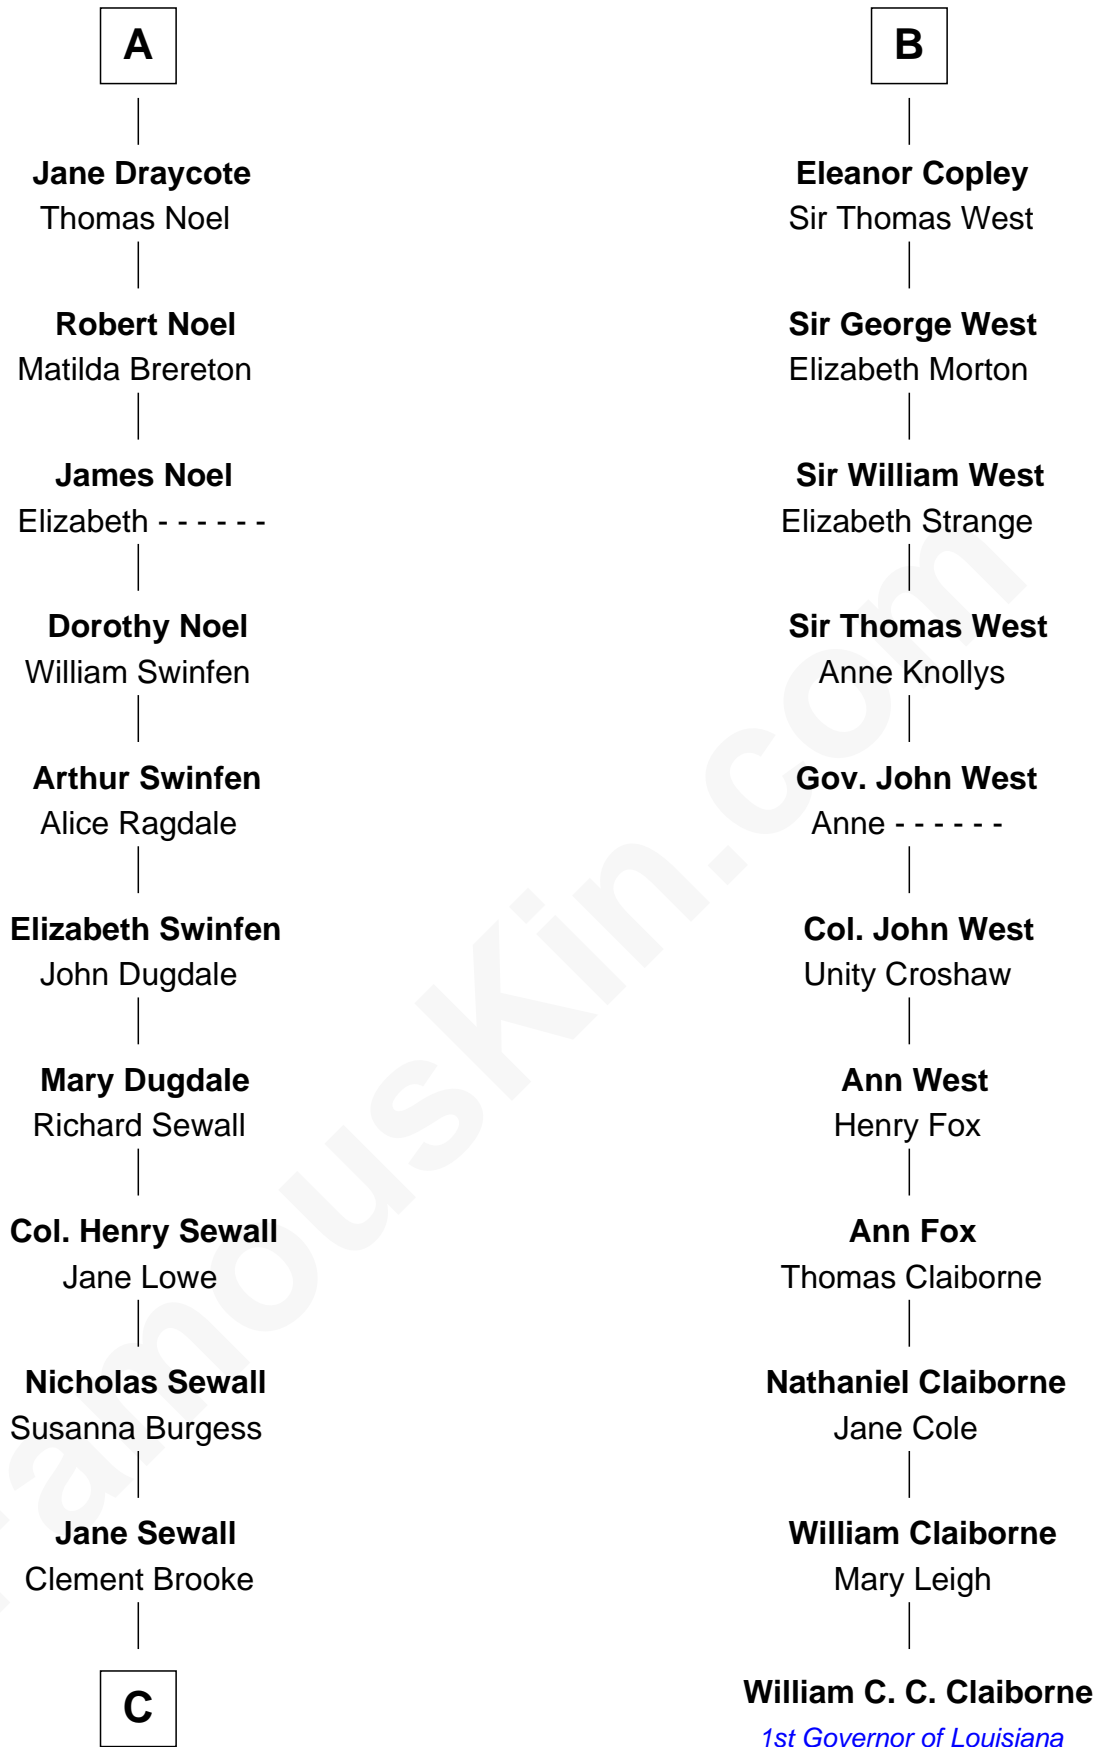 A
Jane Draycote
Thomas Noel
Robert Noel
Matilda Brereton
James Noel
Elizabeth - - - - - -
Dorothy Noel
William Swinfen
Arthur Swinfen
Alice Ragdale
Elizabeth Swinfen
John Dugdale
Mary Dugdale
Richard Sewall
Col. Henry Sewall
Jane Lowe
Nicholas Sewall
Susanna Burgess
Jane Sewall
Clement Brooke
C
B
Eleanor Copley
Sir Thomas West
Sir George West
Elizabeth Morton
Sir William West
Elizabeth Strange
Sir Thomas West
Anne Knollys
Gov. John West
Anne - - - - - -
Col. John West
Unity Croshaw
Ann West
Henry Fox
Ann Fox
Thomas Claiborne
Nathaniel Claiborne
Jane Cole
William Claiborne
Mary Leigh
William C. C. Claiborne
1st Governor of Louisiana
FamousKin.com